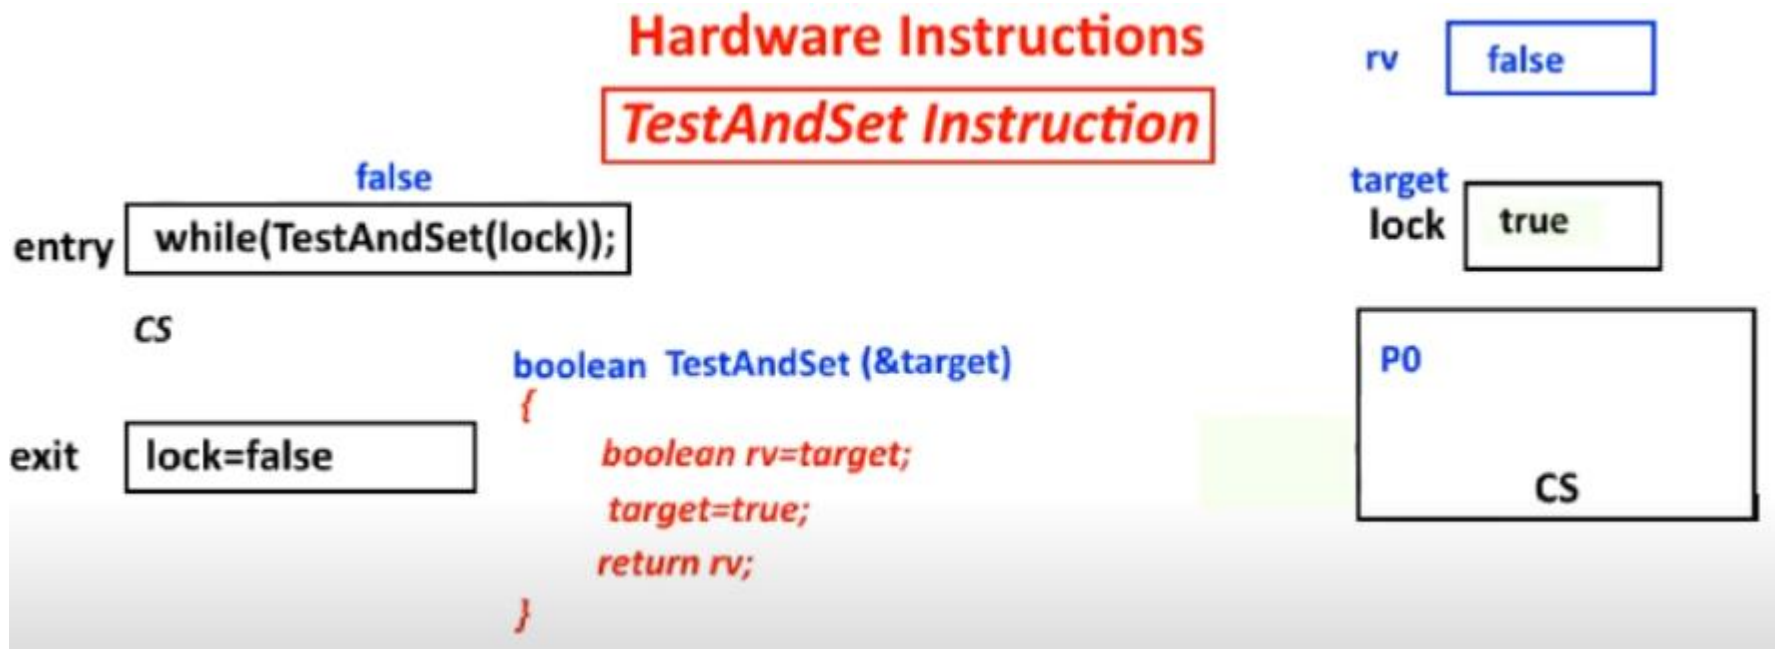 Hardware Instructions
TestAndSet Instruction
rv false
false
target
lock true
entry while(TestAndSet(lock));
CS
boolean TestAndSet (&target)
{
boolean rv=target;
target=true;
return rv;
}
exit lock=false
P0
CS